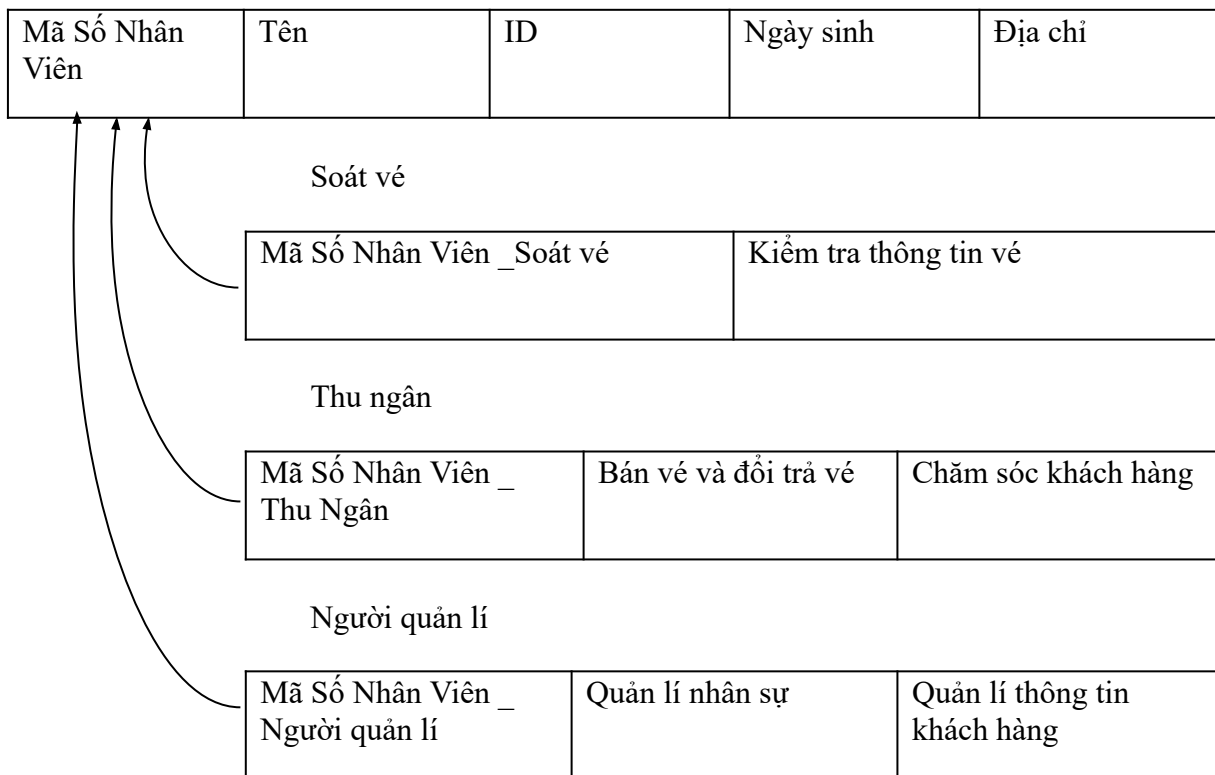 Mã Số Nhân Tên ID Ngày sinh Địa chỉ
Viên
Soát vé
Mã Số Nhân Viên _Soát vé Kiểm tra thông tin vé
Thu ngân
Mã Số Nhân Viên _ Bán vé và đổi trả vé Chăm sóc khách hàng
Thu Ngân
Người quản lí
Mã Số Nhân Viên _ Quản lí nhân sự Quản lí thông tin
Người quản lí khách hàng